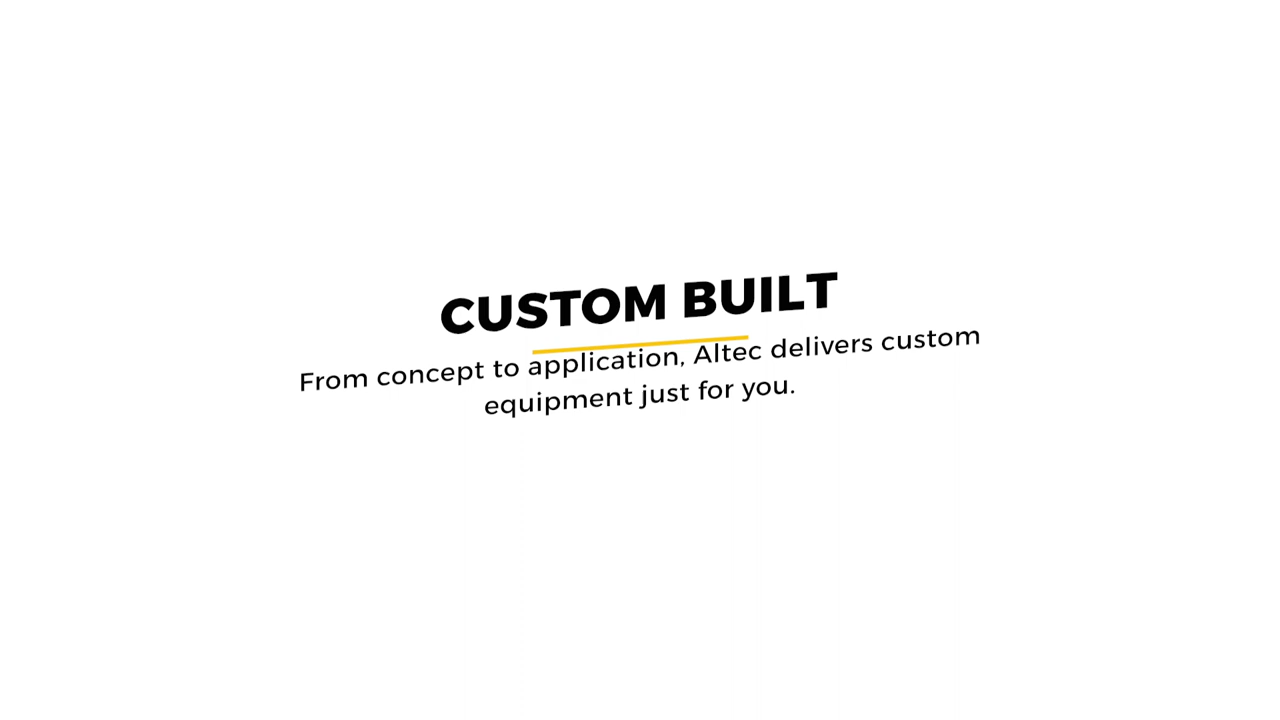 CUSTOM BUILT
From concept to application, Altec delivers custom
equipment just for you.